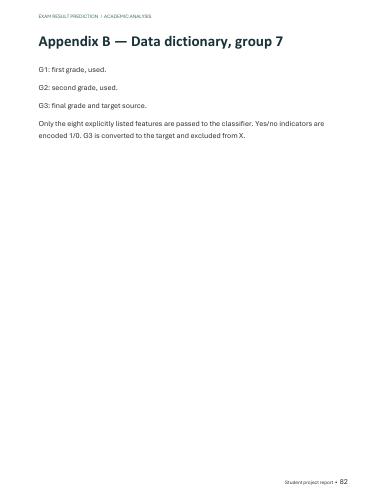 EXAM RESULT PREDICTION / ACADEMIC ANALYSIS
Appendix B — Data dictionary, group 7
G1: first grade, used.
G2: second grade, used.
G3: final grade and target source.
Only the eight explicitly listed features are passed to the classifier. Yes/no indicators are
encoded 1/0. G3 is converted to the target and excluded from X.
Student project report • 82